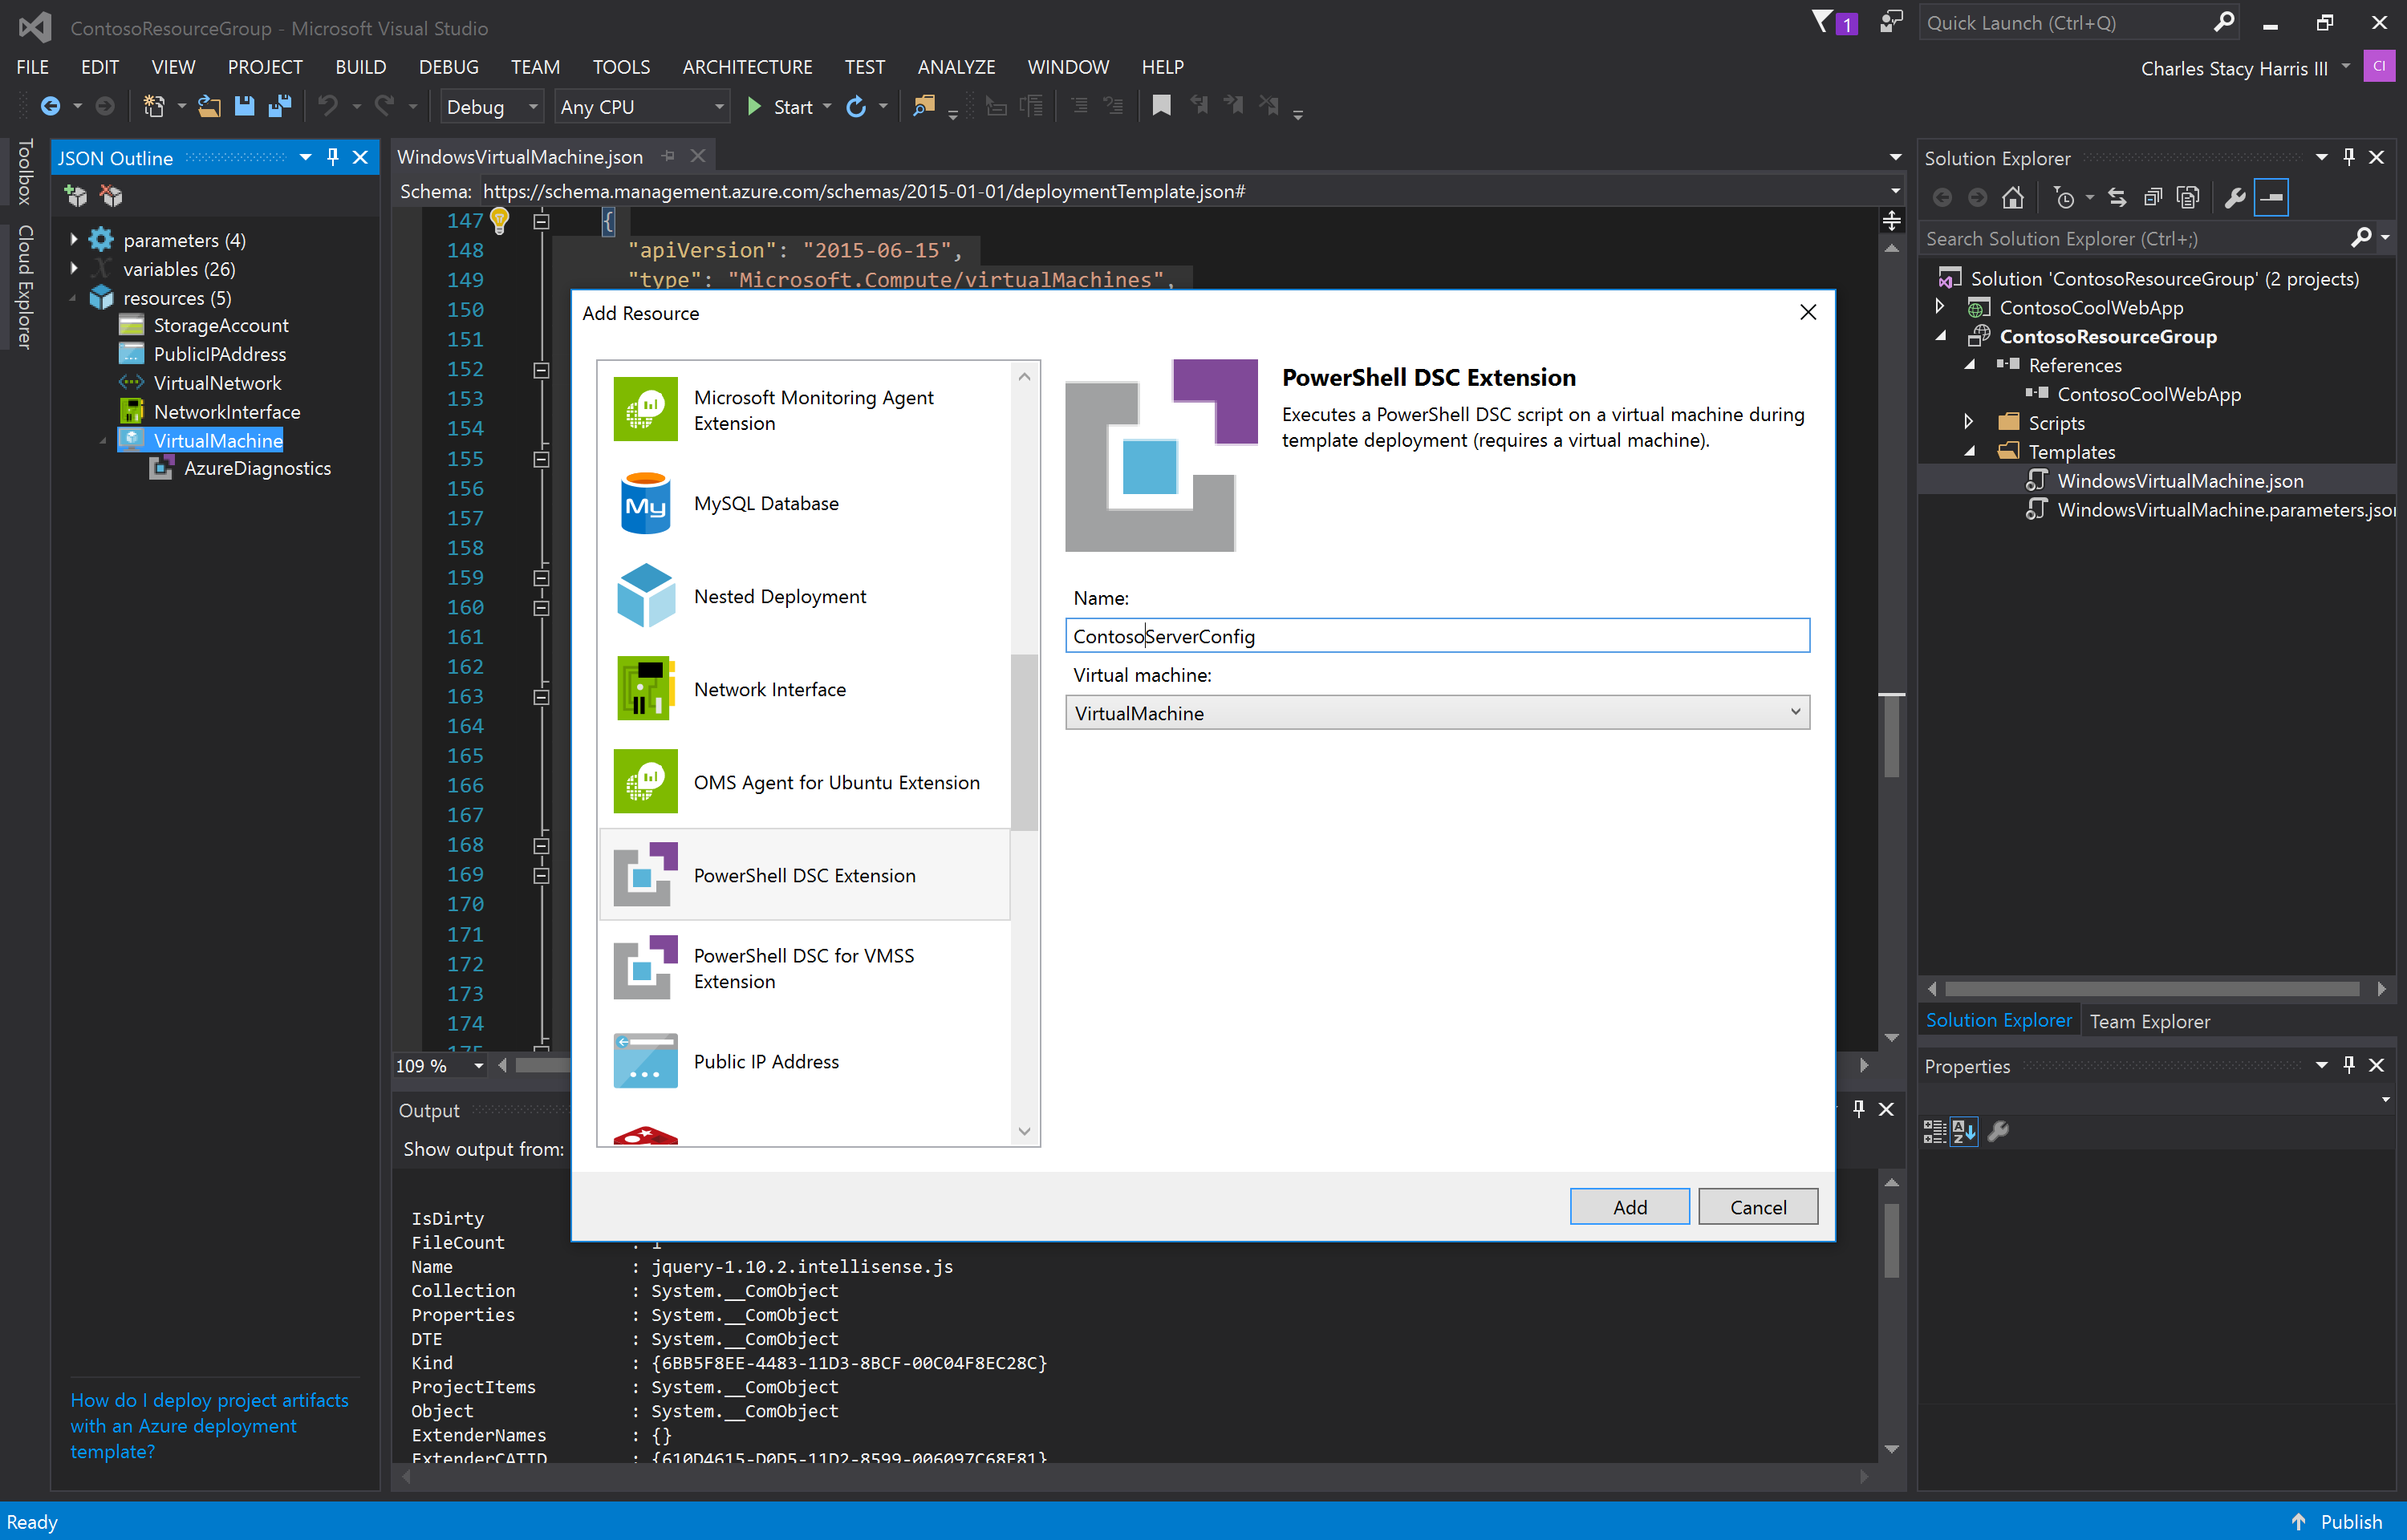 ContosoResourceGroup - Microsoft Visual Studio
1
Quick Launch (Ctrl+Q)
FILE EDIT VIEW PROJECT BUILD DEBUG TEAM TOOLS ARCHITECTURE TEST ANALYZE WINDOW HELP
Charles Stacy Harris III
CI
Debug
Any CPU
Start
Toolbox
Cloud Explorer
JSON Outline
parameters (4)
variables (26)
resources (5)
StorageAccount
PublicIPAddress
VirtualNetwork
NetworkInterface
VirtualMachine
AzureDiagnostics
How do I deploy project artifacts
with an Azure deployment
template?
WindowsVirtualMachine.json
Schema: https://schema.management.azure.com/schemas/2015-01-01/deploymentTemplate.json#
147 {
148 "apiVersion": "2015-06-15",
149 "type": "Microsoft.Compute/virtualMachines",
150
151
152
153
154
155
156
157
158
159
160
161
162
163
164
165
166
167
168
169
170
171
172
173
174
175
109 %
Add Resource
Microsoft Monitoring Agent
Extension
My
MySQL Database
Nested Deployment
Network Interface
OMS Agent for Ubuntu Extension
PowerShell DSC Extension
PowerShell DSC for VMSS
Extension
Public IP Address
PowerShell DSC Extension
Executes a PowerShell DSC script on a virtual machine during
template deployment (requires a virtual machine).
Name:
ContosoServerConfig
Virtual machine:
VirtualMachine
Add
Cancel
Output
Show output from:
IsDirty
FileCount : 1
Name : jquery-1.10.2.intellisense.js
Collection : System.__ComObject
Properties : System.__ComObject
DTE : System.__ComObject
Kind : {6BB5F8EE-4483-11D3-8BCF-00C04F8EC28C}
ProjectItems : System.__ComObject
Object : System.__ComObject
ExtenderNames : {}
ExtenderCATID : {610D4615-D0D5-11D2-8599-006097C68E81}
Solution Explorer
Search Solution Explorer (Ctrl+;)
Solution 'ContosoResourceGroup' (2 projects)
ContosoCoolWebApp
ContosoResourceGroup
References
ContosoCoolWebApp
Scripts
Templates
WindowsVirtualMachine.json
WindowsVirtualMachine.parameters.json
Solution Explorer
Team Explorer
Properties
Ready
Publish